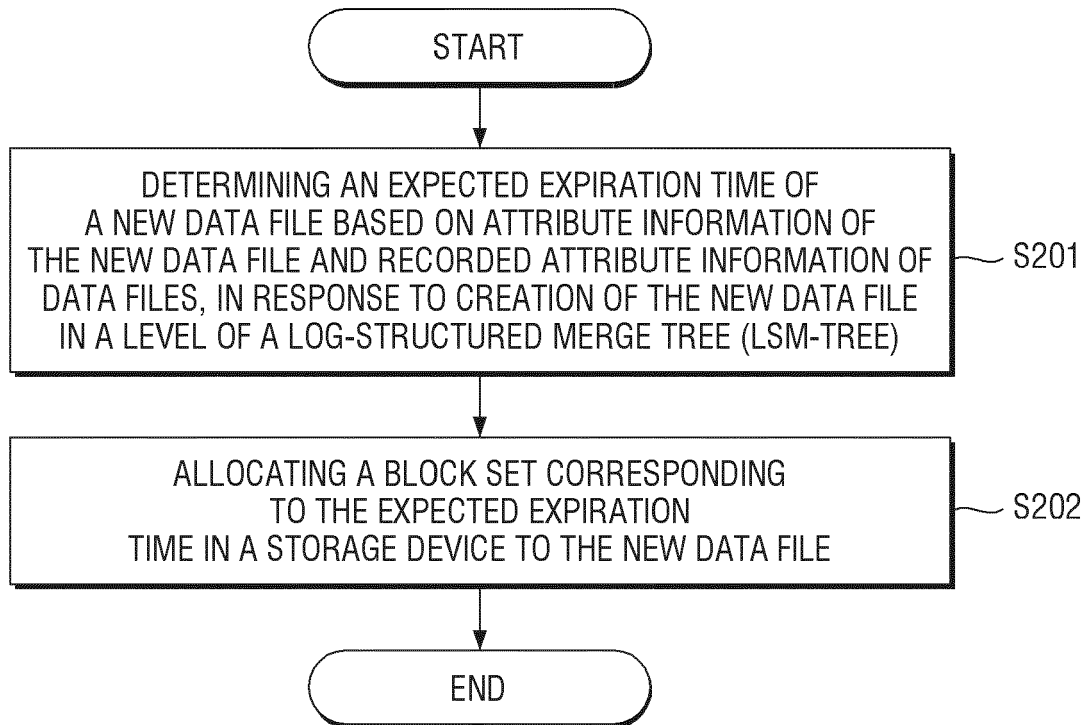 START
DETERMINING AN EXPECTED EXPIRATION TIME OF
A NEW DATA FILE BASED ON ATTRIBUTE INFORMATION OF
THE NEW DATA FILE AND RECORDED ATTRIBUTE INFORMATION OF
DATA FILES, IN RESPONSE TO CREATION OF THE NEW DATA FILE
IN A LEVEL OF A LOG-STRUCTURED MERGE TREE (LSM-TREE)
S201
ALLOCATING A BLOCK SET CORRESPONDING
TO THE EXPECTED EXPIRATION
TIME IN A STORAGE DEVICE TO THE NEW DATA FILE
S202
END